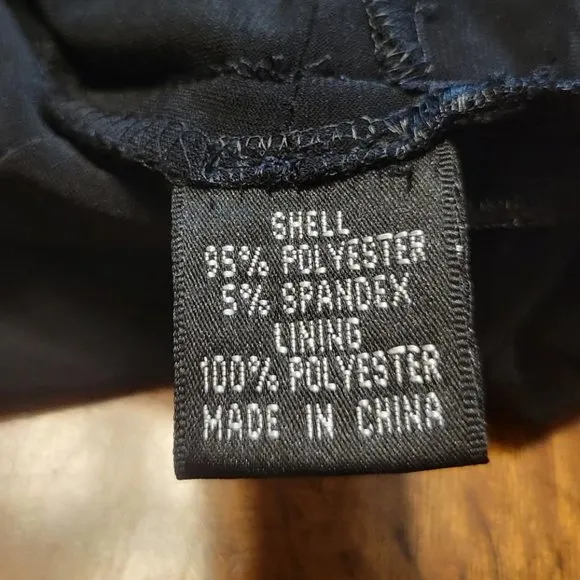 SHELL
95% POLYESTER
5% SPANDEX
LINING
100% POLYESTER
MADE IN CHINA